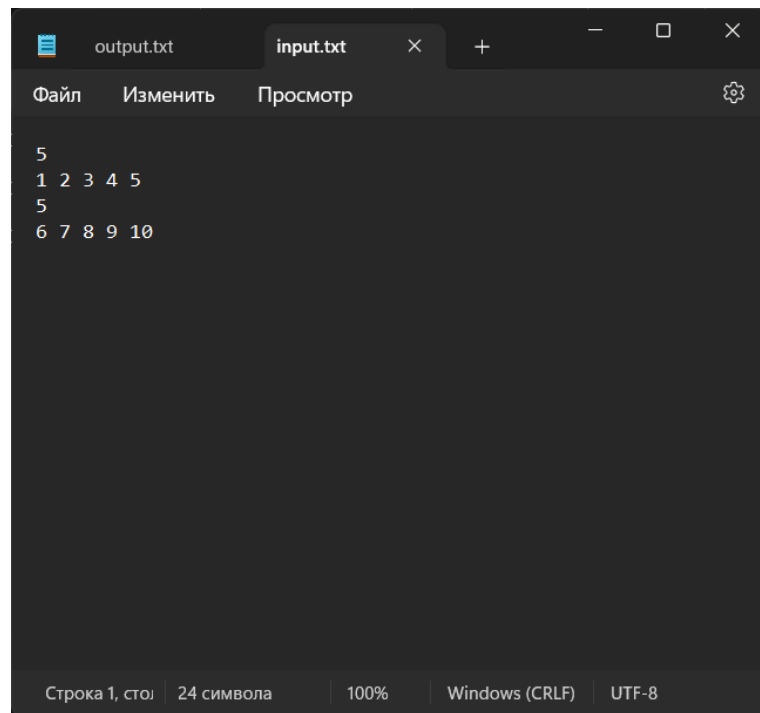 output.txt input.txt
Файл Изменить Просмотр
5
1 2 3 4 5
5
6 7 8 9 10
Строка 1, 24 символа 100% Windows (CRLF) UTF-8